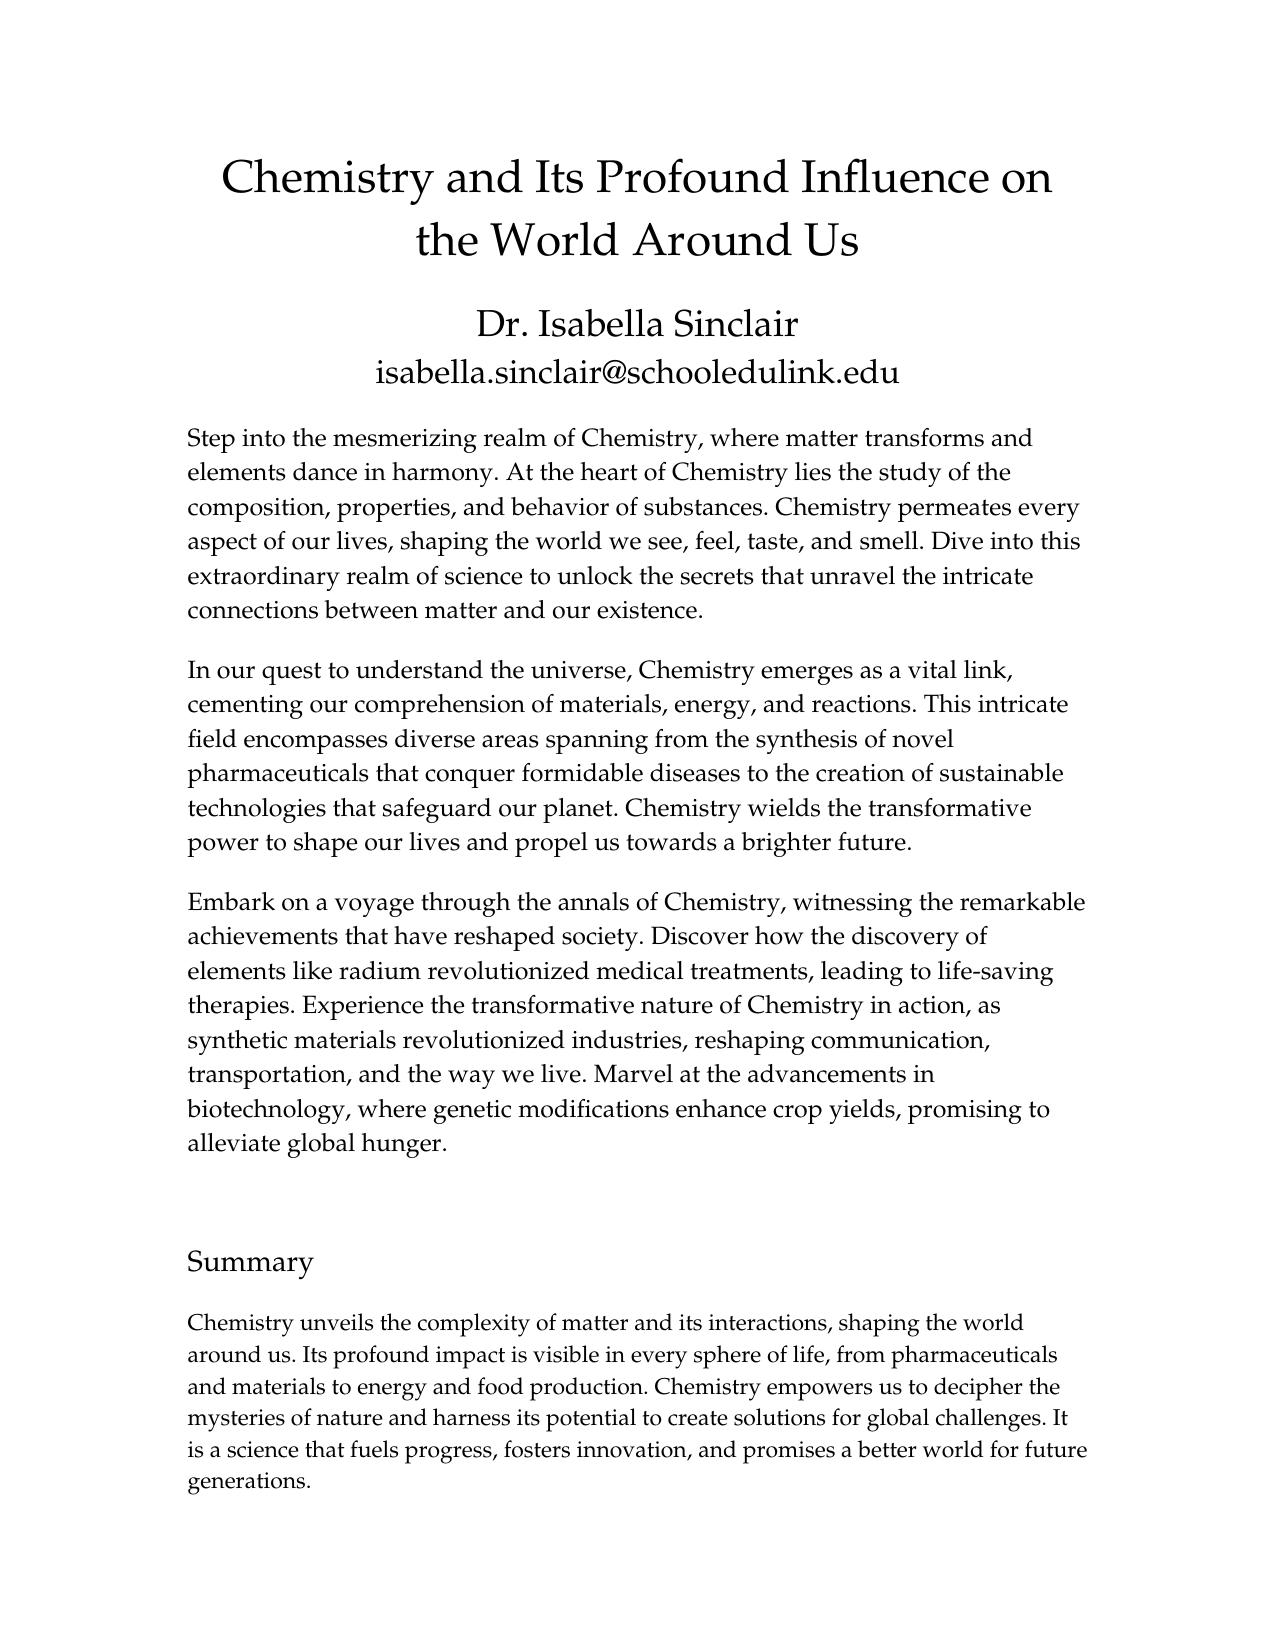 Chemistry and Its Profound Influence on
the World Around Us
Dr. Isabella Sinclair
isabella.sinclair@schooledulink.edu
Step into the mesmerizing realm of Chemistry, where matter transforms and
elements dance in harmony. At the heart of Chemistry lies the study of the
composition, properties, and behavior of substances. Chemistry permeates every
aspect of our lives, shaping the world we see, feel, taste, and smell. Dive into this
extraordinary realm of science to unlock the secrets that unravel the intricate
connections between matter and our existence.
In our quest to understand the universe, Chemistry emerges as a vital link,
cementing our comprehension of materials, energy, and reactions. This intricate
field encompasses diverse areas spanning from the synthesis of novel
pharmaceuticals that conquer formidable diseases to the creation of sustainable
technologies that safeguard our planet. Chemistry wields the transformative
power to shape our lives and propel us towards a brighter future.
Embark on a voyage through the annals of Chemistry, witnessing the remarkable
achievements that have reshaped society. Discover how the discovery of
elements like radium revolutionized medical treatments, leading to life-saving
therapies. Experience the transformative nature of Chemistry in action, as
synthetic materials revolutionized industries, reshaping communication,
transportation, and the way we live. Marvel at the advancements in
biotechnology, where genetic modifications enhance crop yields, promising to
alleviate global hunger.
Summary
Chemistry unveils the complexity of matter and its interactions, shaping the world
around us. Its profound impact is visible in every sphere of life, from pharmaceuticals
and materials to energy and food production. Chemistry empowers us to decipher the
mysteries of nature and harness its potential to create solutions for global challenges. It
is a science that fuels progress, fosters innovation, and promises a better world for future
generations.